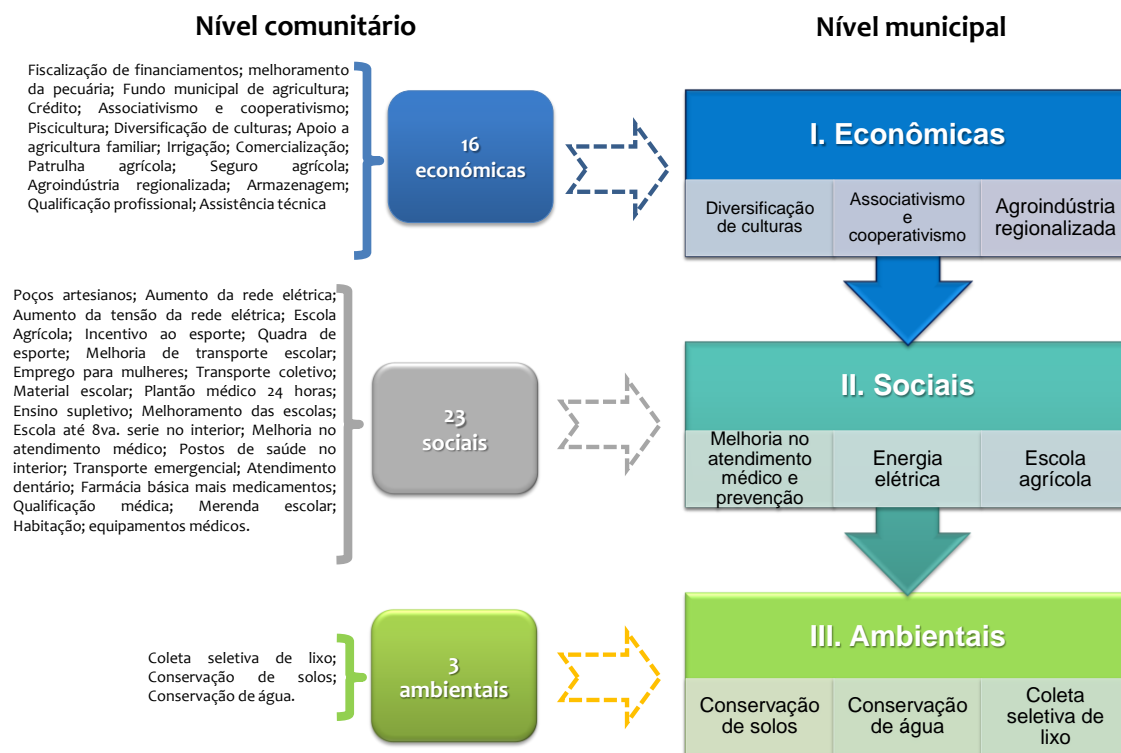 Nível comunitário
Nível municipal
Fiscalização de financiamentos; melhoramento
da pecuária; Fundo municipal de agricultura;
Crédito; Associativismo e cooperativismo;
Piscicultura; Diversificação de culturas; Apoio a
agricultura familiar; Irrigação; Comercialização;
Patrulha agrícola; Seguro agrícola;
Agroindústria regionalizada; Armazenagem;
Qualificação profissional; Assistência técnica
16
económicas
I. Econômicas
Diversificação
de culturas
Associativismo
e
cooperativismo
Agroindústria
regionalizada
Poços artesianos; Aumento da rede elétrica;
Aumento da tensão da rede elétrica; Escola
Agrícola; Incentivo ao esporte; Quadra de
esporte; Melhoria de transporte escolar;
Emprego para mulheres; Transporte coletivo;
Material escolar; Plantão médico 24 horas;
Ensino supletivo; Melhoramento das escolas;
Escola até 8va. serie no interior; Melhoria no
atendimento médico; Postos de saúde no
interior; Transporte emergencial; Atendimento
dentário; Farmácia básica mais medicamentos;
Qualificação médica; Merenda escolar;
Habitação; equipamentos médicos.
23
sociais
II. Sociais
Melhoria no
atendimento
médico e
prevenção
Energia
elétrica
Escola
agrícola
Coleta seletiva de lixo;
Conservação de solos;
Conservação de água.
3
ambientais
III. Ambientais
Conservação
de solos
Conservação
de água
Coleta
seletiva de
lixo